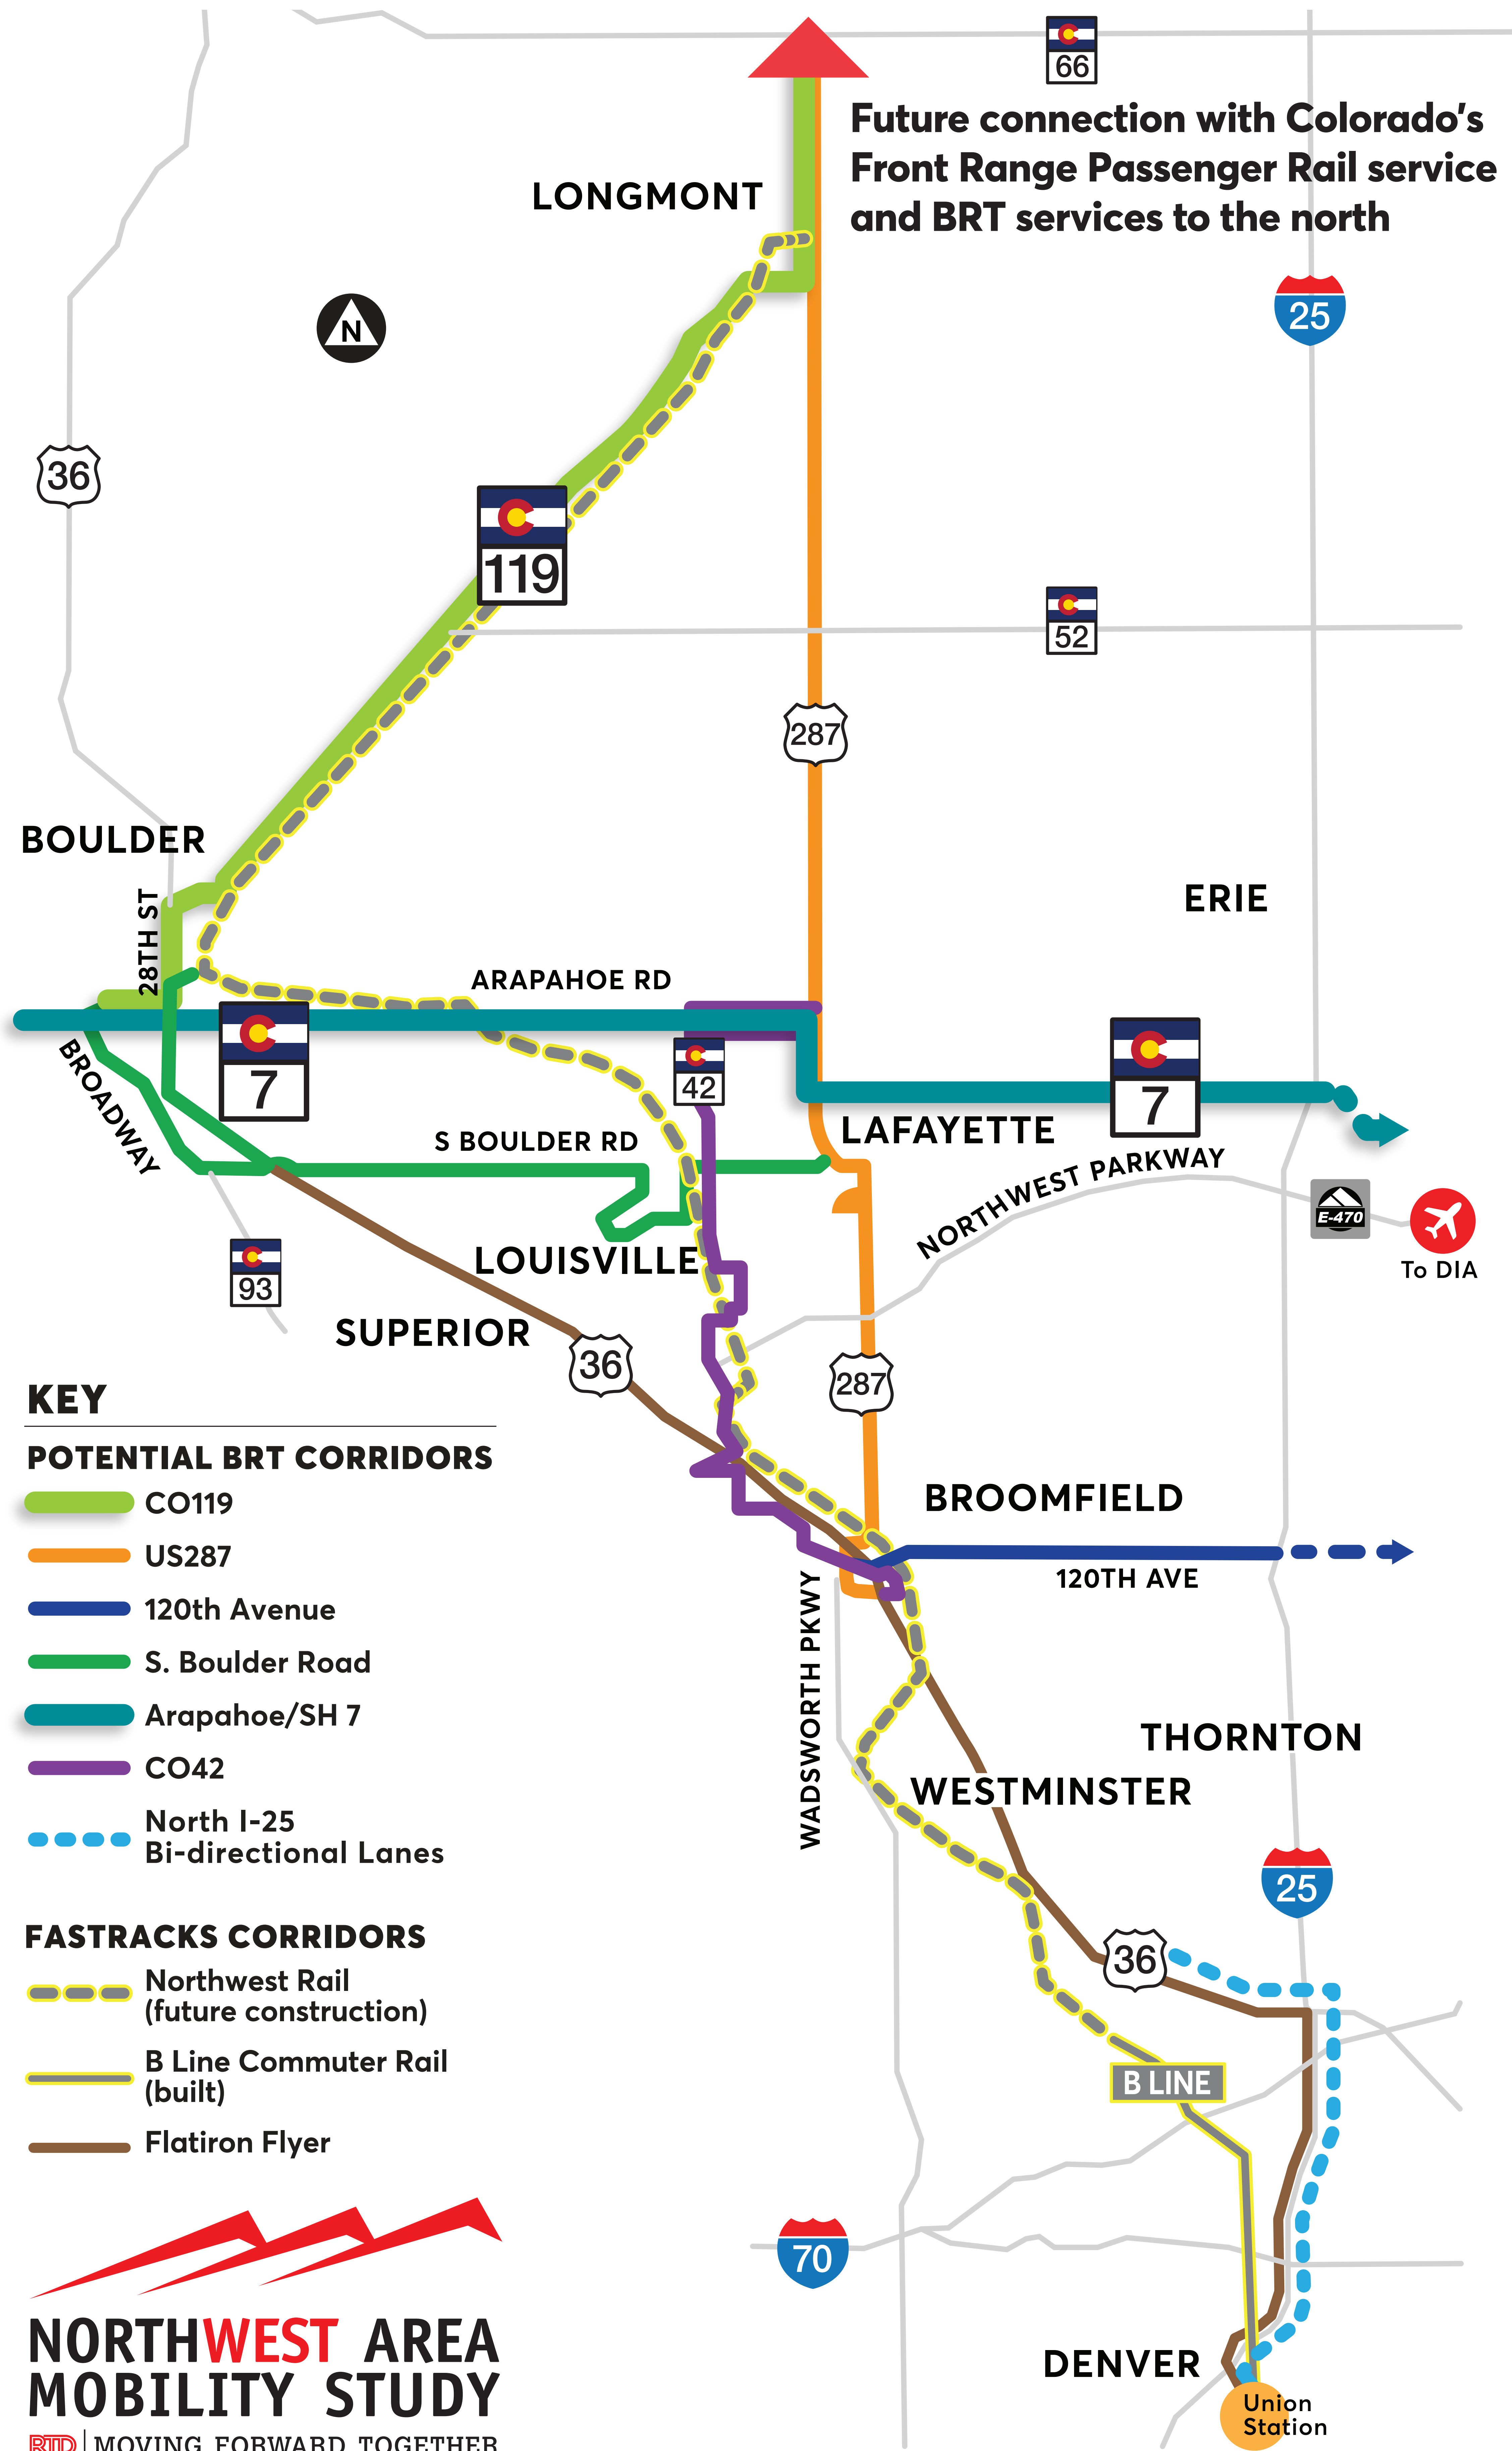 66
Future connection with Colorado's
Front Range Passenger Rail service
and BRT services to the north
LONGMONT
25
N
36
119
52
287
BOULDER
28TH ST
ERIE
ARAPAHOE RD
7
42
7
BROADWAY
S BOULDER RD
LAFAYETTE
NORTHWEST PARKWAY
E-470
To DIA
93
LOUISVILLE
SUPERIOR
36
287
BROOMFIELD
120TH AVE
WADSWORTH PKWY
THORNTON
WESTMINSTER
25
36
B LINE
70
DENVER
Union
Station
KEY
POTENTIAL BRT CORRIDORS
CO119
US287
120th Avenue
S. Boulder Road
Arapahoe/SH 7
CO42
North I-25
Bi-directional Lanes
FASTRACKS CORRIDORS
Northwest Rail
(future construction)
B Line Commuter Rail
(built)
Flatiron Flyer
NORTHWEST AREA
MOBILITY STUDY
RTD MOVING FORWARD TOGETHER